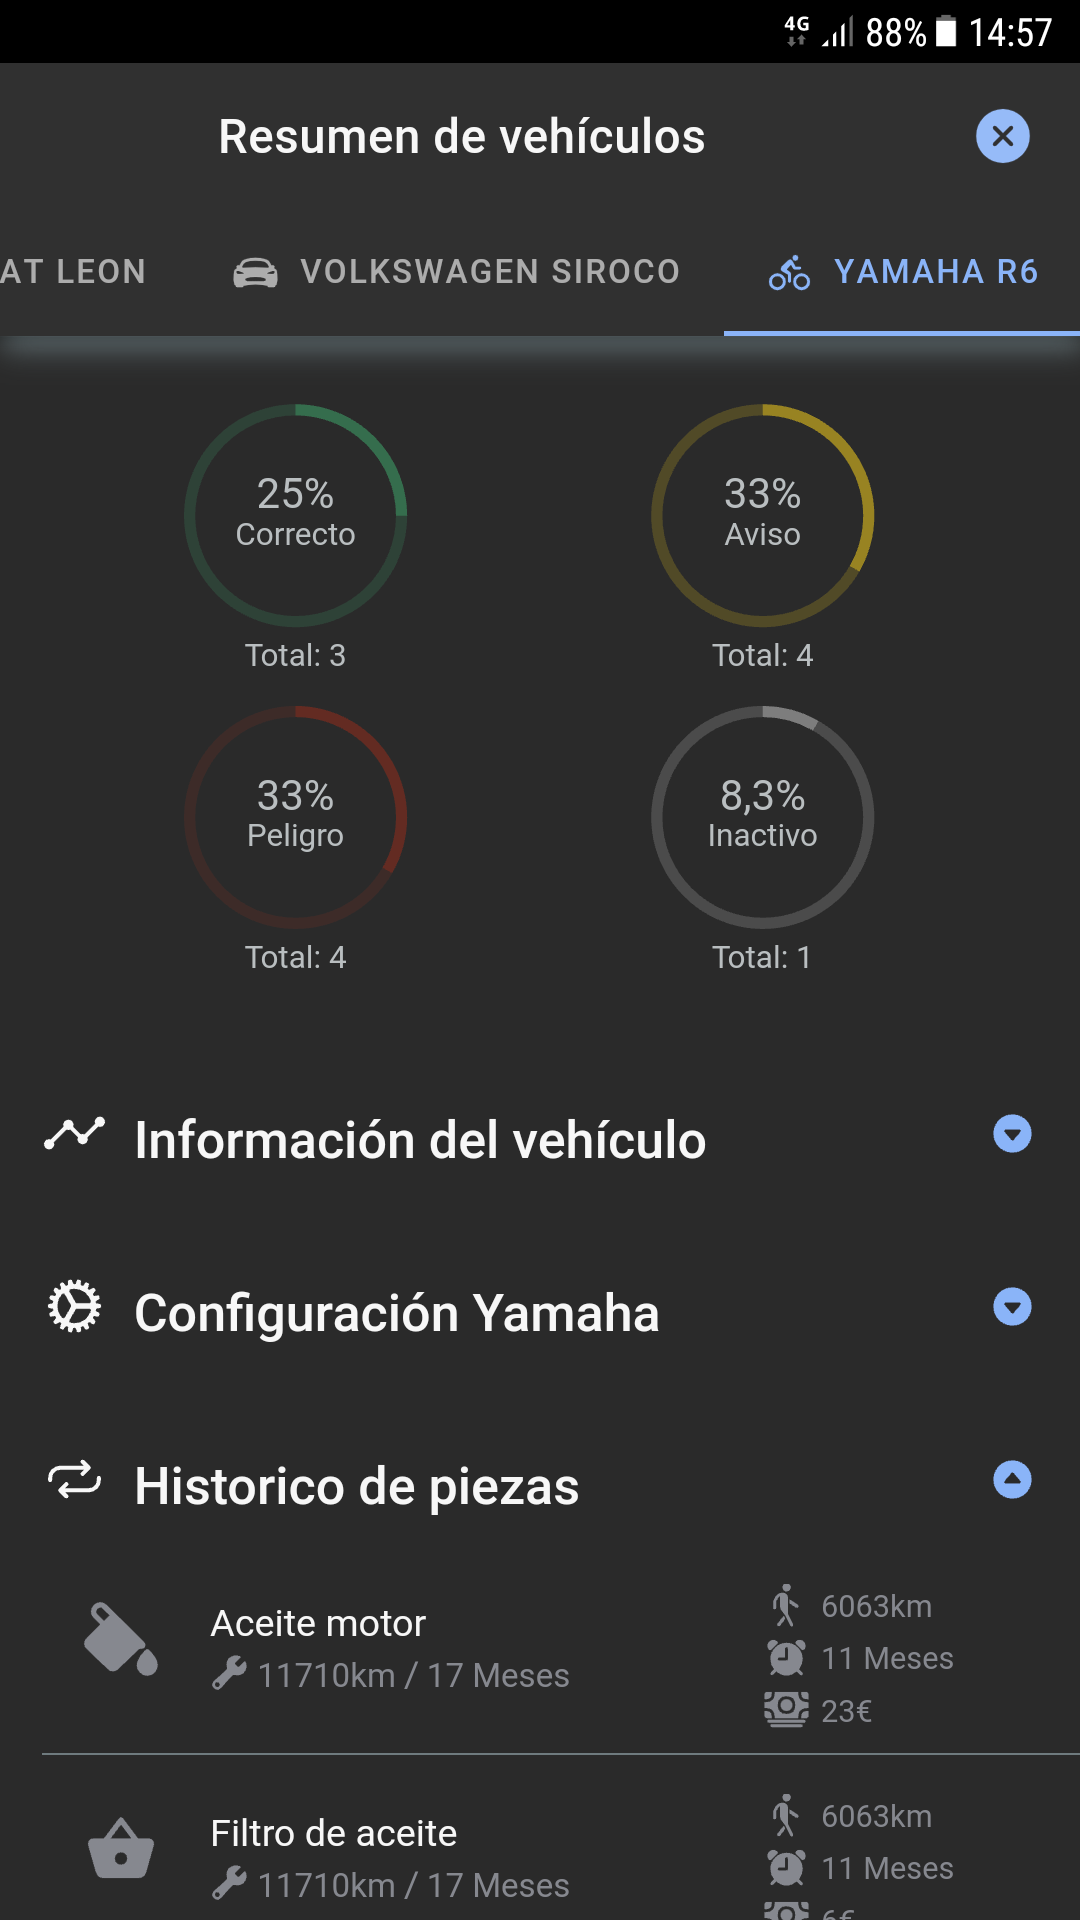 4G 88% 14:57
Resumen de vehículos
AT LEON VOLKSWAGEN SIROCO YAMAHA R6
25% 33%
Correcto Aviso
Total: 3 Total: 4
33% 8,3%
Peligro Inactivo
Total: 4 Total: 1
Información del vehículo
Configuración Yamaha
Historico de piezas
6063km
Aceite motor
11 Meses
11710km / 17 Meses
23€
6063km
Filtro de aceite
11 Meses
11710km / 17 Meses
6€